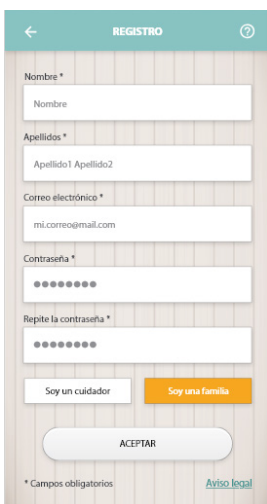 REGISTRO
Nombre *
Nombre
Apellidos *
Apellido1 Apellido2
Correo electrónico *
mi.correo@mail.com
Contraseña *
Repite la contraseña *
Soy un cuidador Soy una familia
ACEPTAR
* Campos obligatorios Aviso legal